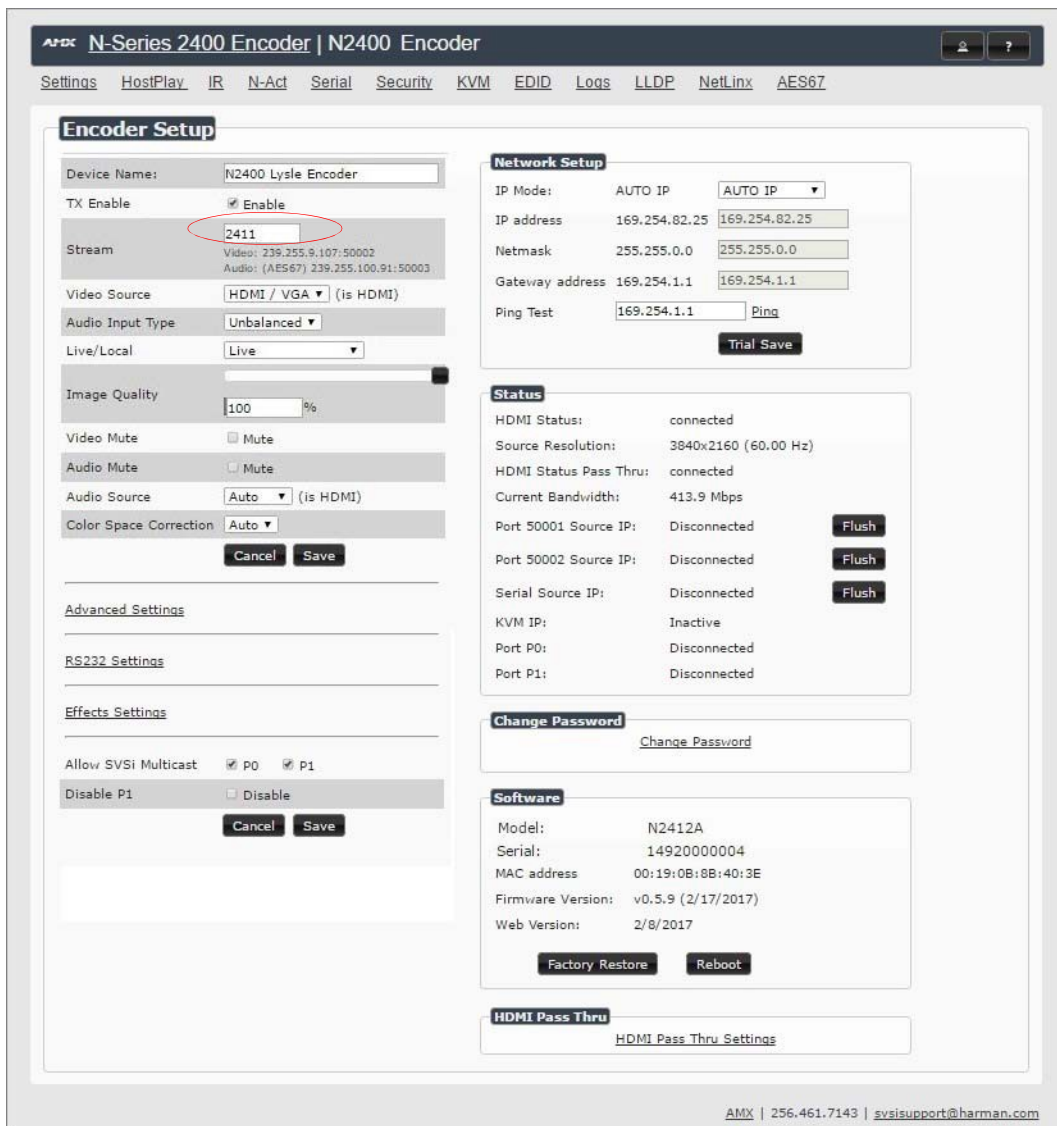 AMX N-Series 2400 Encoder | N2400 Encoder
?
Settings HostPlay IR N-Act Serial Security KVM EDID Logs LLDP NetLinx AES67
Encoder Setup
Device Name: N2400 Lysle Encoder
TX Enable Enable
Stream 2411
Video: 239.255.9.107:50002
Audio: (AES67) 239.255.100.91:50003
Video Source HDMI / VGA (is HDMI)
Audio Input Type Unbalanced
Live/Local Live
Image Quality 100 %
Video Mute Mute
Audio Mute Mute
Audio Source Auto (is HDMI)
Color Space Correction Auto
Cancel Save
Advanced Settings
RS232 Settings
Effects Settings
Allow SVSi Multicast P0 P1
Disable P1 Disable
Cancel Save
Network Setup
IP Mode: AUTO IP AUTO IP
IP address 169.254.82.25 169.254.82.25
Netmask 255.255.0.0 255.255.0.0
Gateway address 169.254.1.1 169.254.1.1
Ping Test 169.254.1.1 Ping
Trial Save
Status
HDMI Status: connected
Source Resolution: 3840x2160 (60.00 Hz)
HDMI Status Pass Thru: connected
Current Bandwidth: 413.9 Mbps
Port 50001 Source IP: Disconnected Flush
Port 50002 Source IP: Disconnected Flush
Serial Source IP: Disconnected Flush
KVM IP: Inactive
Port P0: Disconnected
Port P1: Disconnected
Change Password
Change Password
Software
Model: N2412A
Serial: 14920000004
MAC address 00:19:0B:8B:40:3E
Firmware Version: v0.5.9 (2/17/2017)
Web Version: 2/8/2017
Factory Restore Reboot
HDMI Pass Thru
HDMI Pass Thru Settings
AMX | 256.461.7143 | svsisupport@harman.com